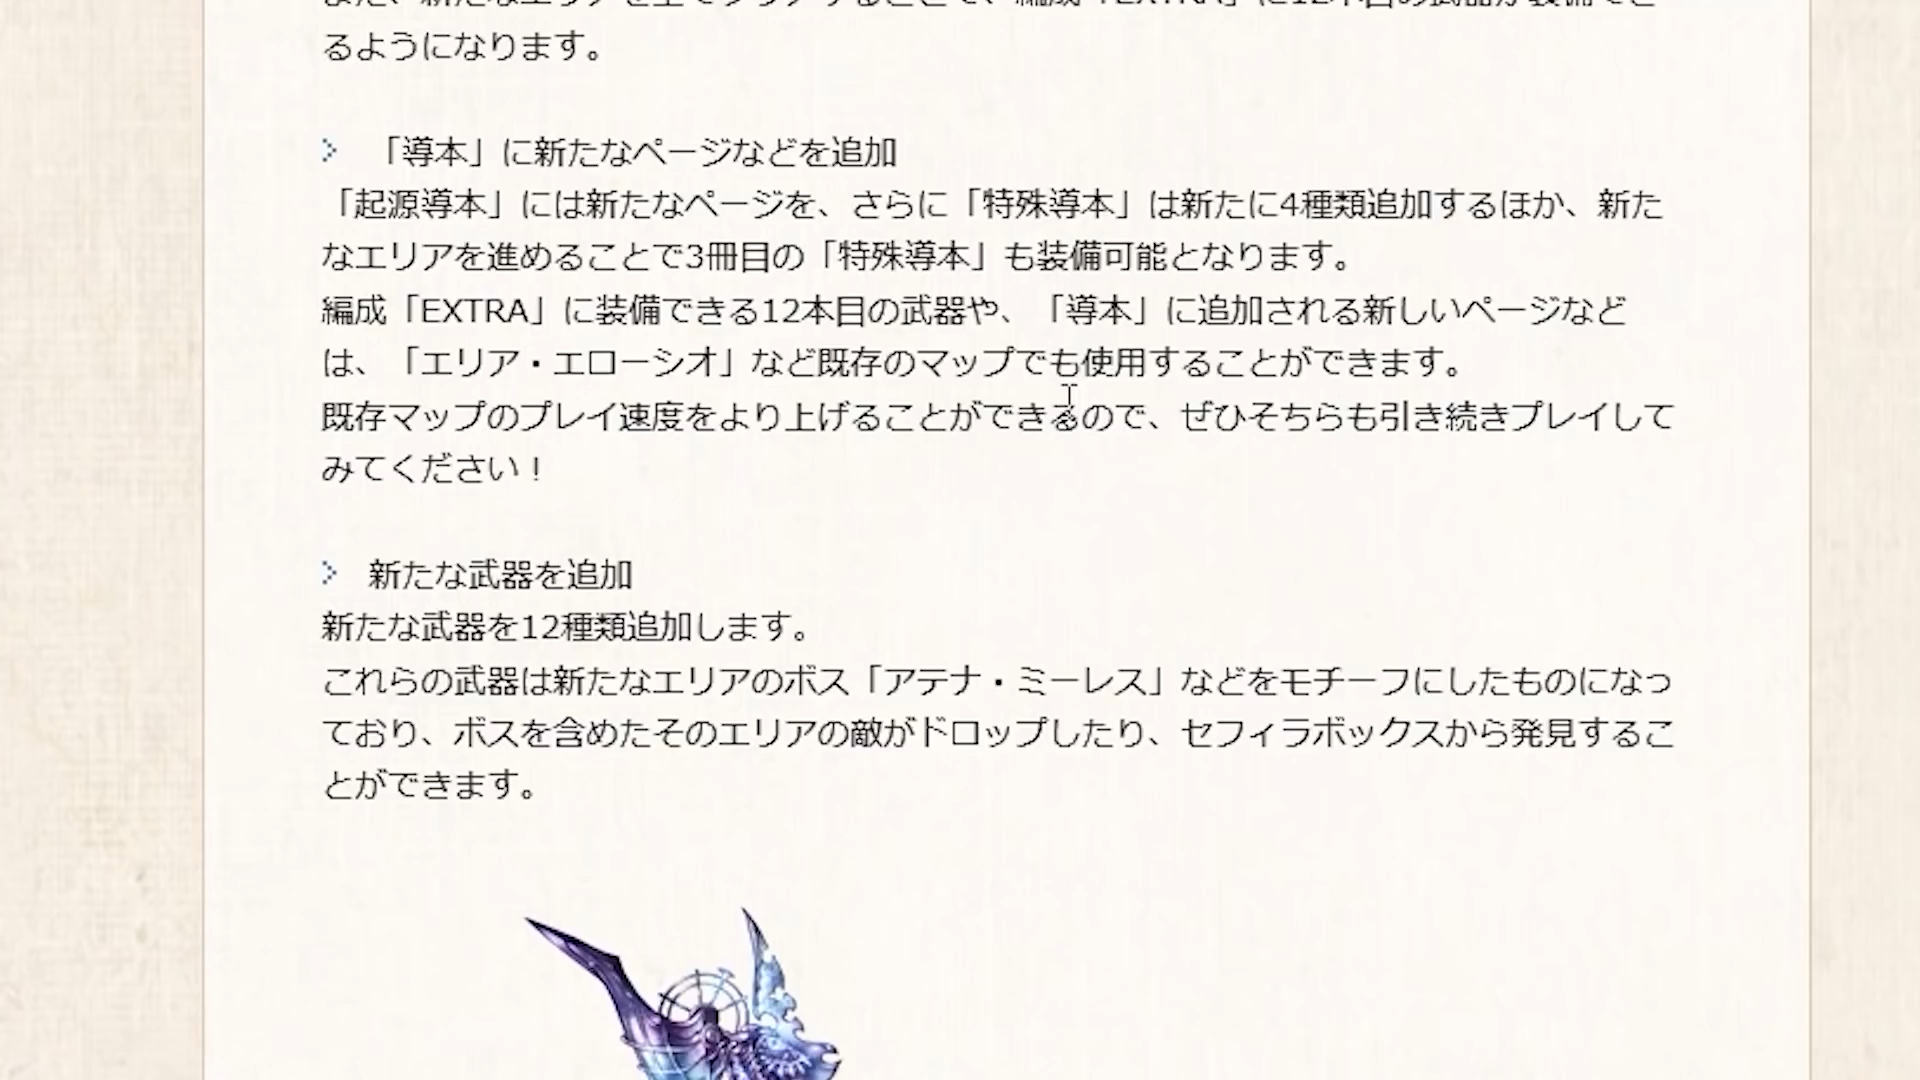 るようになります。
「導本」に新たなページなどを追加
「起源導本」には新たなページを、さらに「特殊導本」は新たに4種類追加するほか、新た
なエリアを進めることで3冊目の「特殊導本」も装備可能となります。
編成「EXTRA」に装備できる12本目の武器や、「導本」に追加される新しいページなど
は、「エリア・エローシオ」など既存のマップでも使用することができます。
既存マップのプレイ速度をより上げることができるので、ぜひそちらも引き続きプレイして
みてください！
新たな武器を追加
新たな武器を12種類追加します。
これらの武器は新たなエリアのボス「アテナ・ミーレス」などをモチーフにしたものになっ
ており、ボスを含めたそのエリアの敵がドロップしたり、セフィラボックスから発見するこ
とができます。